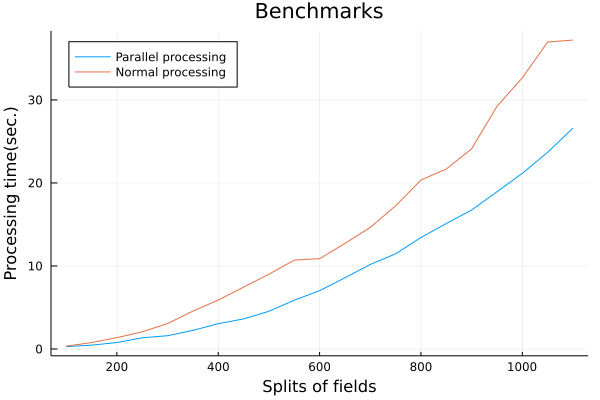 Benchmarks
Parallel processing
Normal processing
Processing time(sec.)
30
20
10
0
200 400 600 800 1000
Splits of fields